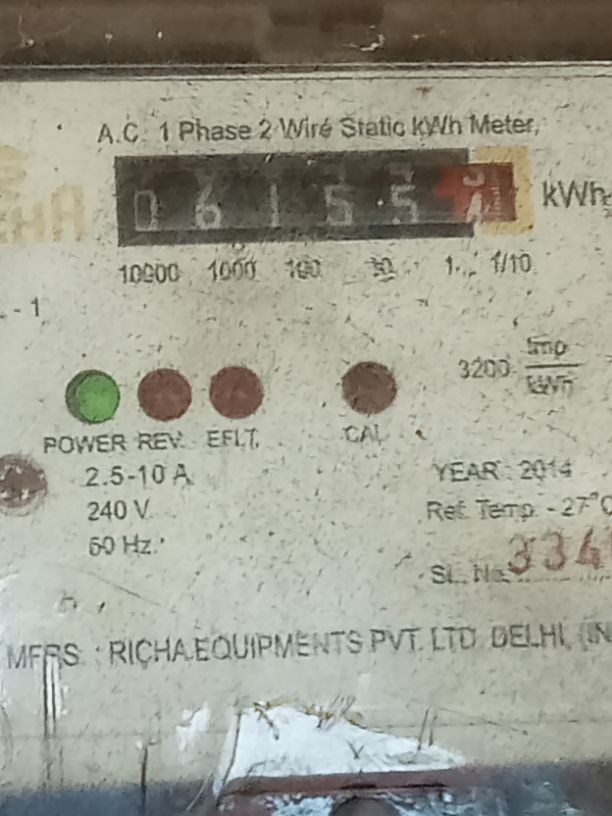 A.C. 1 Phase 2 Wire Static kWh Meter,
0 6 1 5 5 kWh
10000 1000 100 10 1 1/10
- 1
3200 Imp/kWh
POWER REV. EFLT. CAL
2.5-10 A
240 V.
50 Hz.
YEAR : 2014
Ref. Temp. - 27°C
SL. No. 334
MFRS. : RICHA EQUIPMENTS PVT. LTD. DELHI, (IN